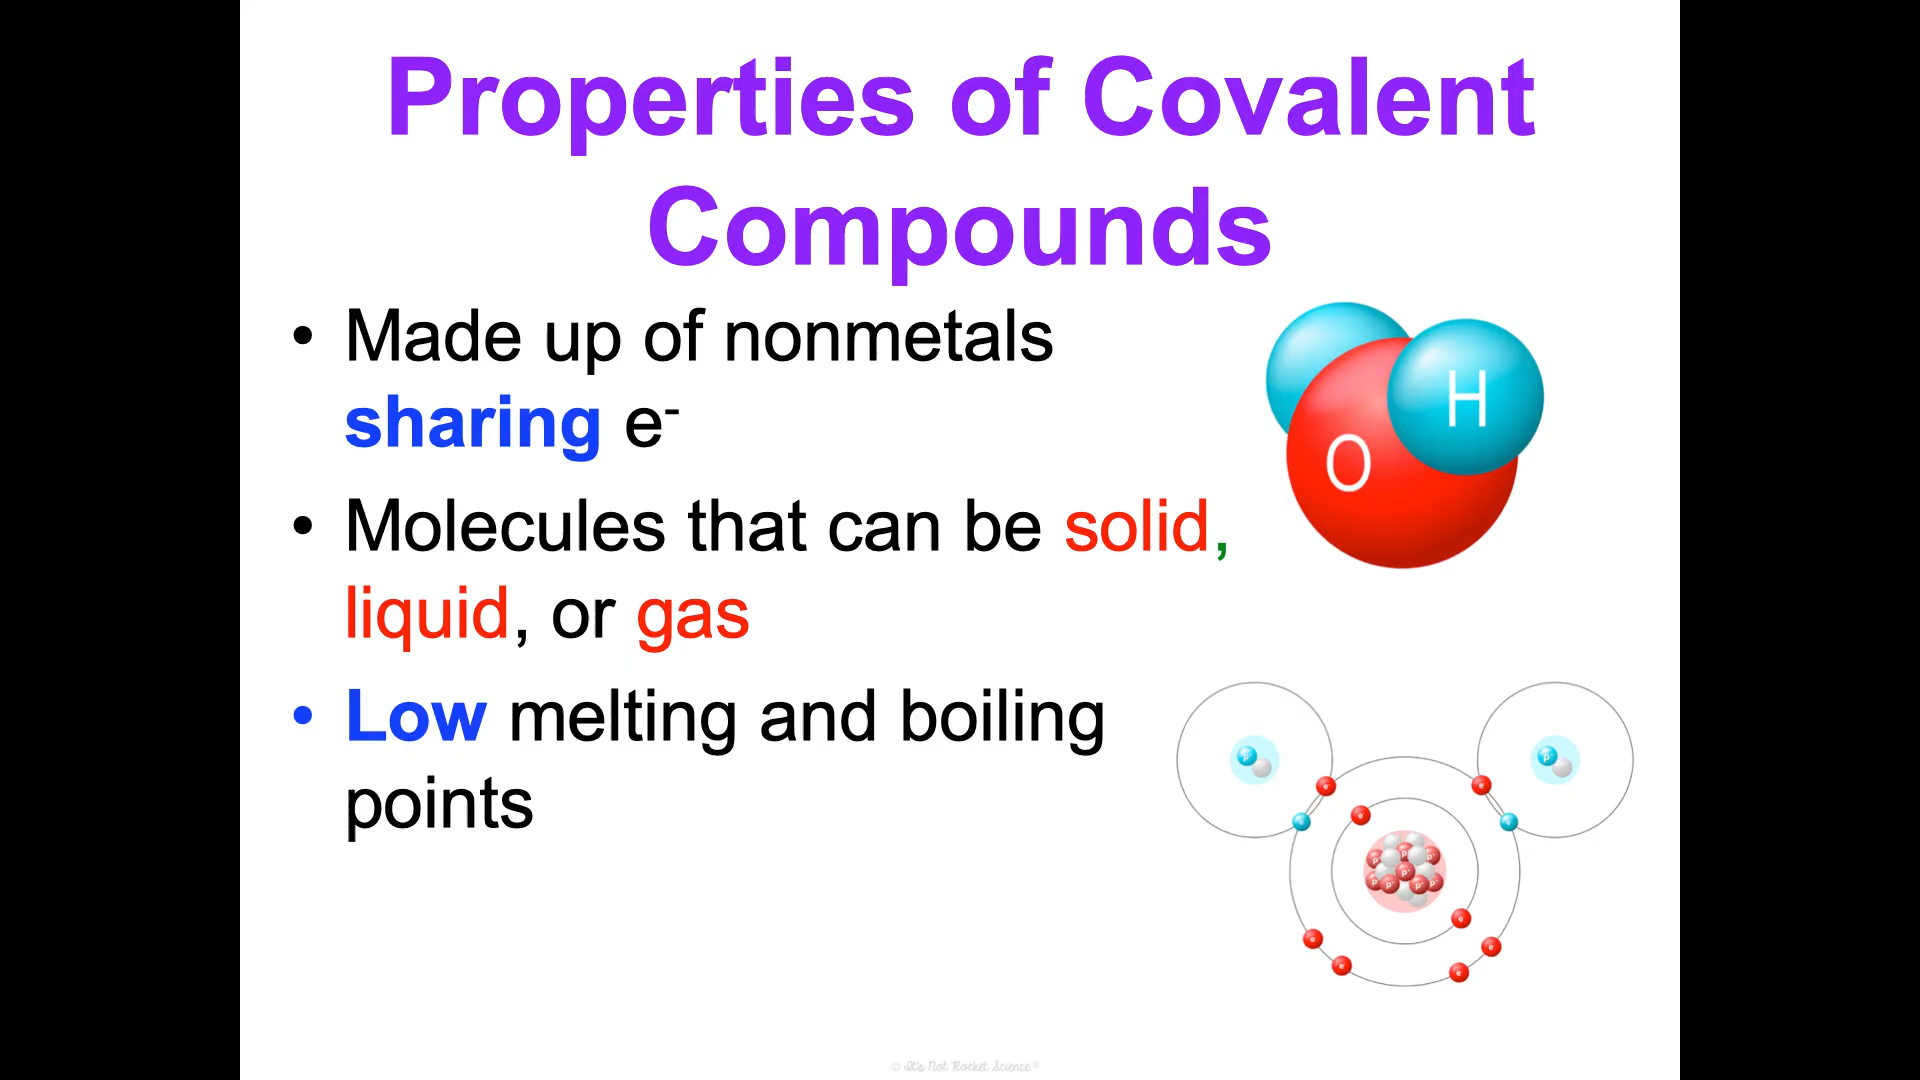 Properties of Covalent
Compounds
• Made up of nonmetals
sharing e⁻
• Molecules that can be solid,
liquid, or gas
• Low melting and boiling
points
H
O
© It's Not Rocket Science